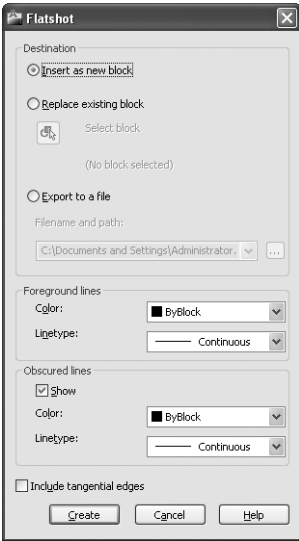 Flatshot
Destination
Insert as new block
Replace existing block
Select block
(No block selected)
Export to a file
Filename and path:
C:\Documents and Settings\Administrator.
...
Foreground lines
Color:
ByBlock
Linetype:
Continuous
Obscured lines
Show
Color:
ByBlock
Linetype:
Continuous
Include tangential edges
Create Cancel Help